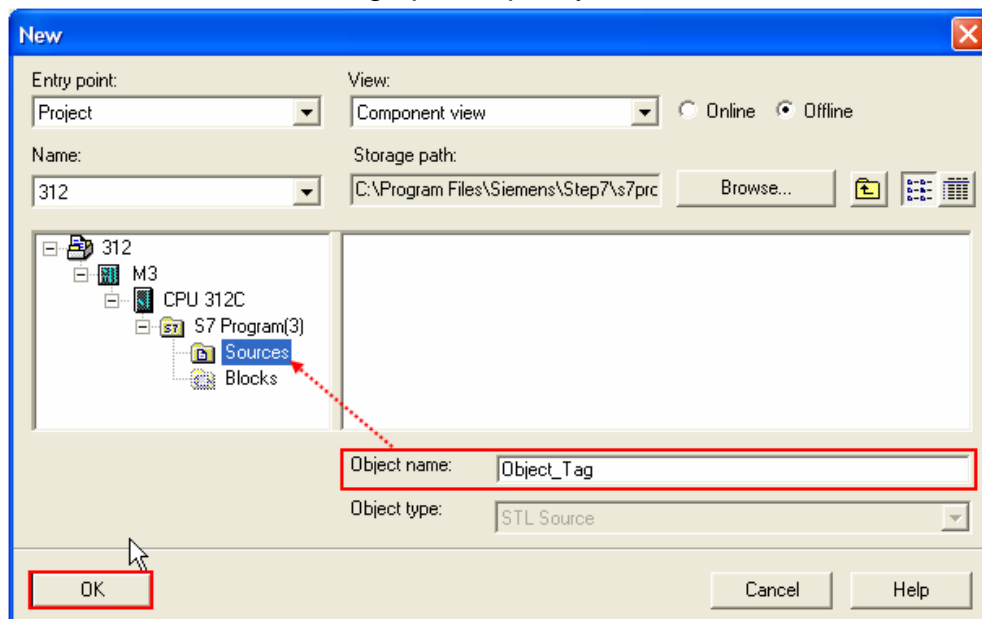 New
Entry point:
View:
Project
Component view
Online
Offline
Name:
Storage path:
312
C:\Program Files\Siemens\Step7\s7prc
Browse...
312
M3
CPU 312C
S7 Program(3)
Sources
Blocks
Object name:
Object_Tag
Object type:
STL Source
OK
Cancel
Help